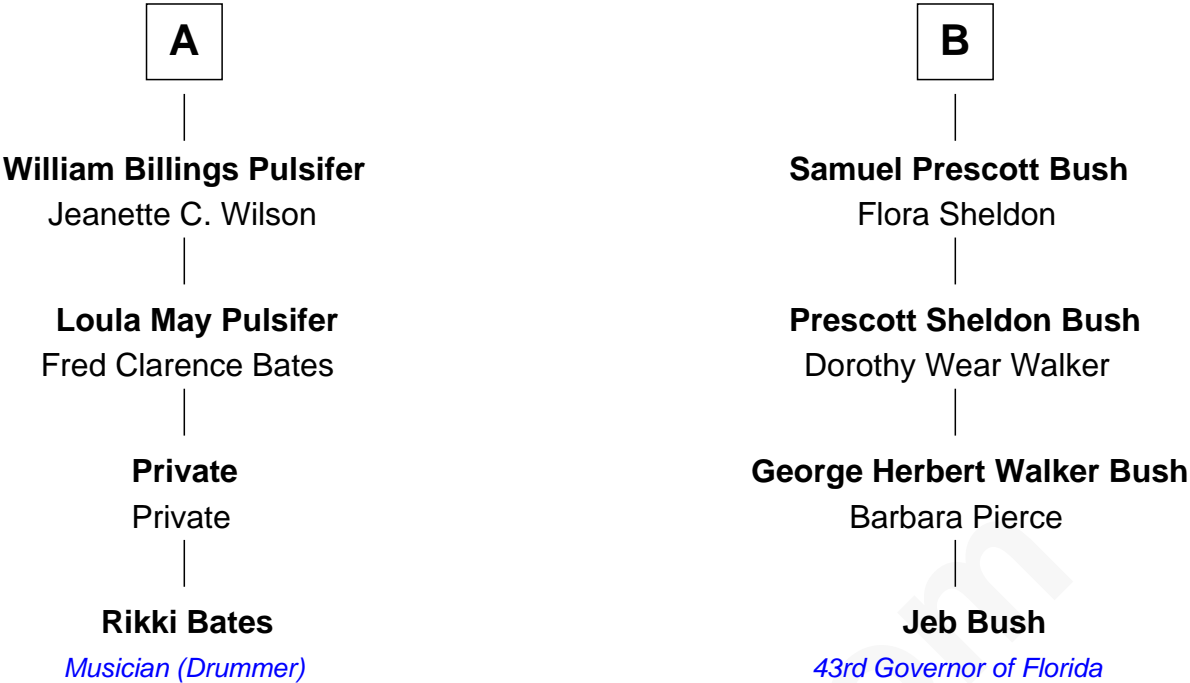 A
William Billings Pulsifer
Jeanette C. Wilson
Loula May Pulsifer
Fred Clarence Bates
Private
Private
Rikki Bates
Musician (Drummer)
B
Samuel Prescott Bush
Flora Sheldon
Prescott Sheldon Bush
Dorothy Wear Walker
George Herbert Walker Bush
Barbara Pierce
Jeb Bush
43rd Governor of Florida